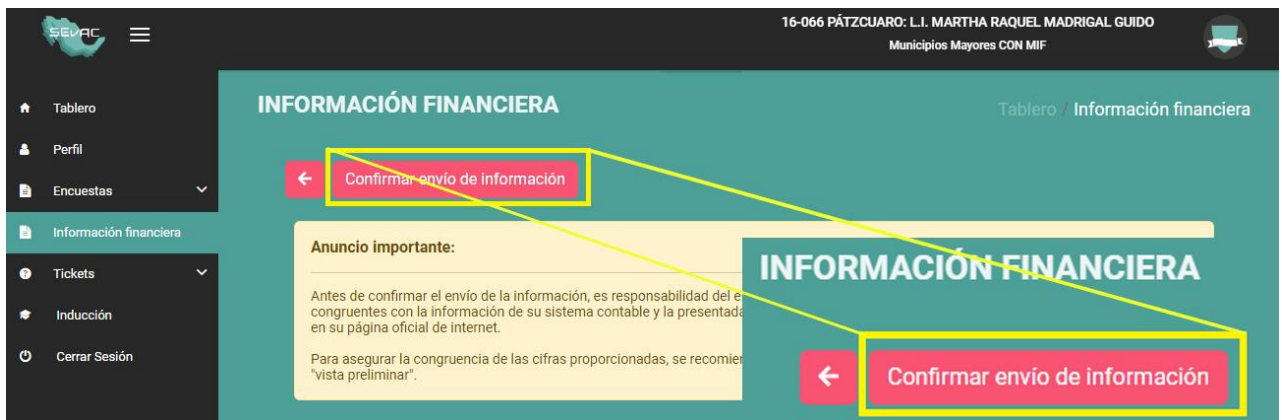 SEVAC
16-066 PÁTZCUARO: L.I. MARTHA RAQUEL MADRIGAL GUIDO
Municipios Mayores CON MIF
Tablero
Perfil
Encuestas
Información financiera
Tickets
Inducción
Cerrar Sesión
INFORMACIÓN FINANCIERA
Tablero / Información financiera
Confirmar envío de información
Anuncio importante:
Antes de confirmar el envío de la información, es responsabilidad del e
congruentes con la información de su sistema contable y la presentada
en su página oficial de internet.
Para asegurar la congruencia de las cifras proporcionadas, se recomie
"vista preliminar".
INFORMACIÓN FINANCIERA
Confirmar envío de información